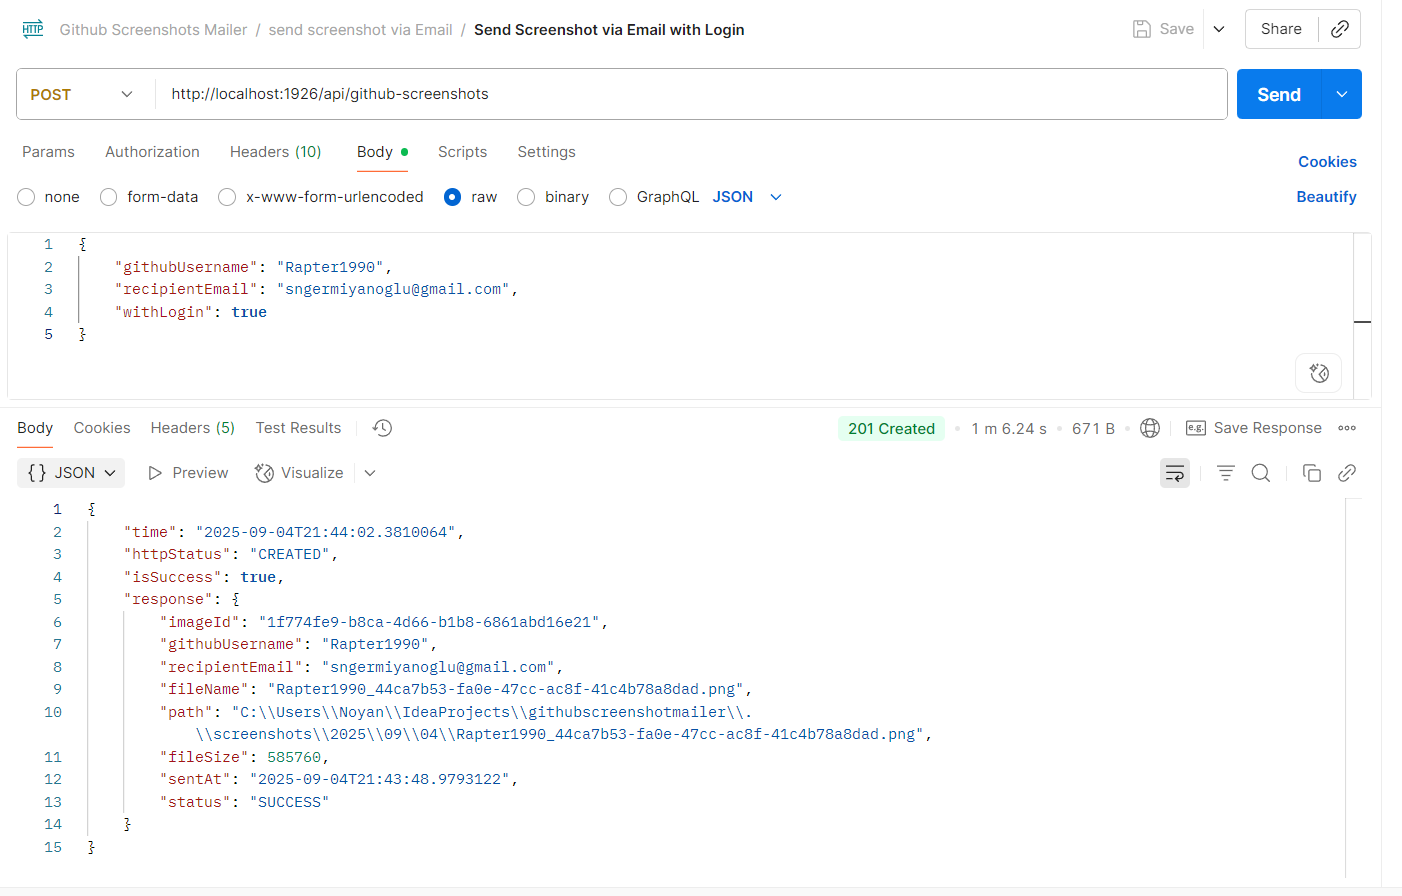 HTTP Github Screenshots Mailer / send screenshot via Email / Send Screenshot via Email with Login Save Share
POST http://localhost:1926/api/github-screenshots Send
Params Authorization Headers (10) Body Scripts Settings Cookies
none form-data x-www-form-urlencoded raw binary GraphQL JSON Beautify
1 {
2 "githubUsername": "Rapter1990",
3 "recipientEmail": "sngermiyanoglu@gmail.com",
4 "withLogin": true
5 }
Body Cookies Headers (5) Test Results 201 Created 1 m 6.24 s 671 B e.g. Save Response
{} JSON Preview Visualize
1 {
2 "time": "2025-09-04T21:44:02.3810064",
3 "httpStatus": "CREATED",
4 "isSuccess": true,
5 "response": {
6 "imageId": "1f774fe9-b8ca-4d66-b1b8-6861abd16e21",
7 "githubUsername": "Rapter1990",
8 "recipientEmail": "sngermiyanoglu@gmail.com",
9 "fileName": "Rapter1990_44ca7b53-fa0e-47cc-ac8f-41c4b78a8dad.png",
10 "path": "C:\\Users\\Noyan\\IdeaProjects\\githubscreenshotmailer\\.
\\screenshots\\2025\\09\\04\\Rapter1990_44ca7b53-fa0e-47cc-ac8f-41c4b78a8dad.png",
11 "fileSize": 585760,
12 "sentAt": "2025-09-04T21:43:48.9793122",
13 "status": "SUCCESS"
14 }
15 }